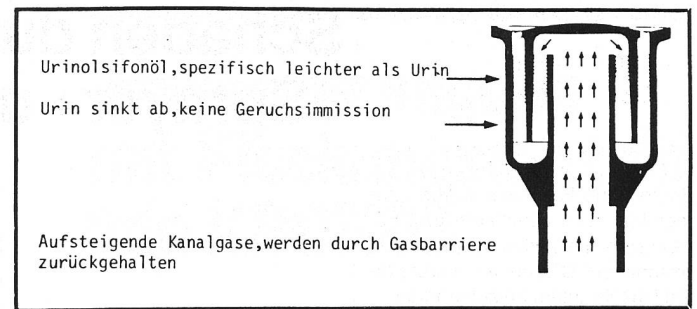 Urinolsifonöl,spezifisch leichter als Urin
Urin sinkt ab,keine Geruchsimmission
Aufsteigende Kanalgase,werden durch Gasbarriere
zurückgehalten